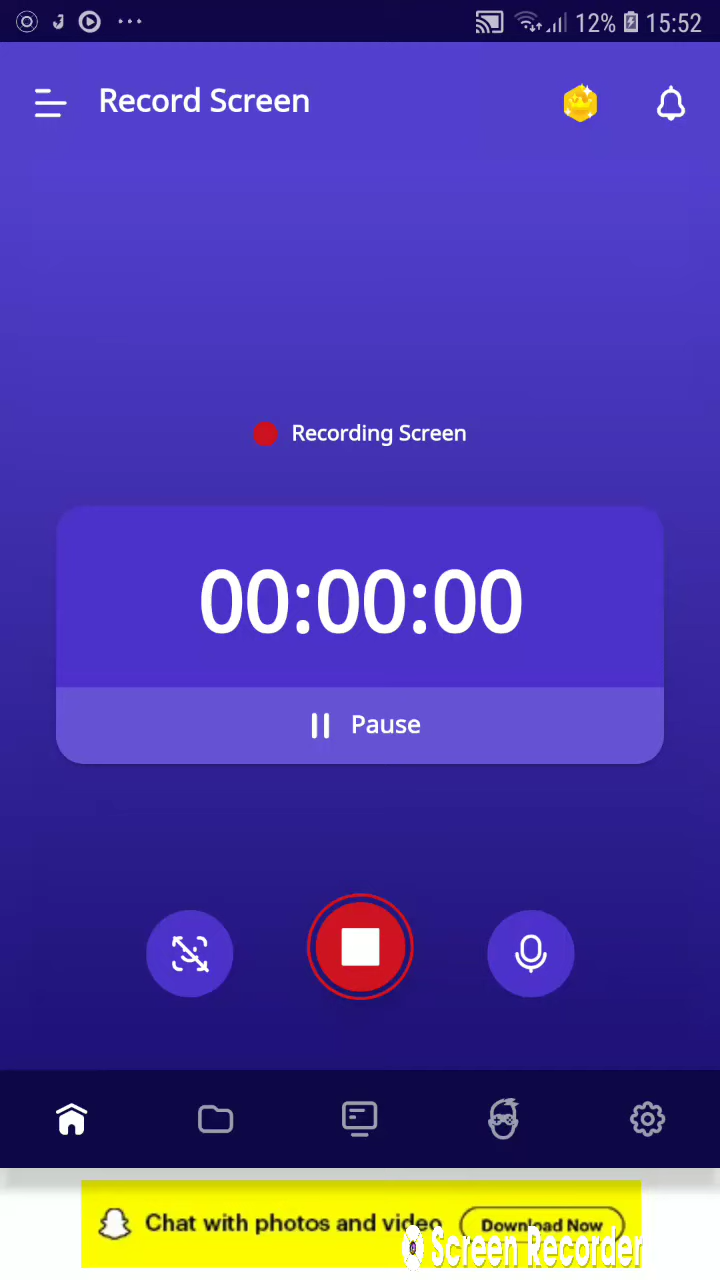 12% 15:52
Record Screen
Recording Screen
00:00:00
Pause
Chat with photos and video
Download Now
Screen Recorder